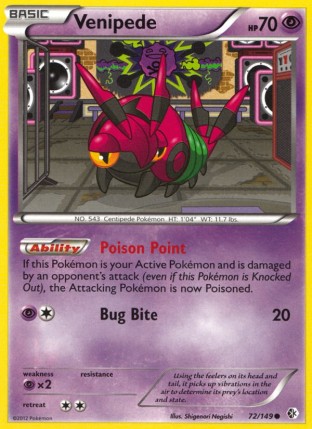 BASIC
Venipede
HP70
NO. 543 Centipede Pokémon HT: 1'04" WT: 11.7 lbs.
Ability Poison Point
If this Pokémon is your Active Pokémon and is damaged
by an opponent's attack (even if this Pokémon is Knocked
Out), the Attacking Pokémon is now Poisoned.
Bug Bite 20
weakness
resistance
×2
retreat
Using the feelers on its head and
tail, it picks up vibrations in the
air to determine its prey's location
and state.
©2012 Pokémon
Illus. Shigenori Negishi
72/149